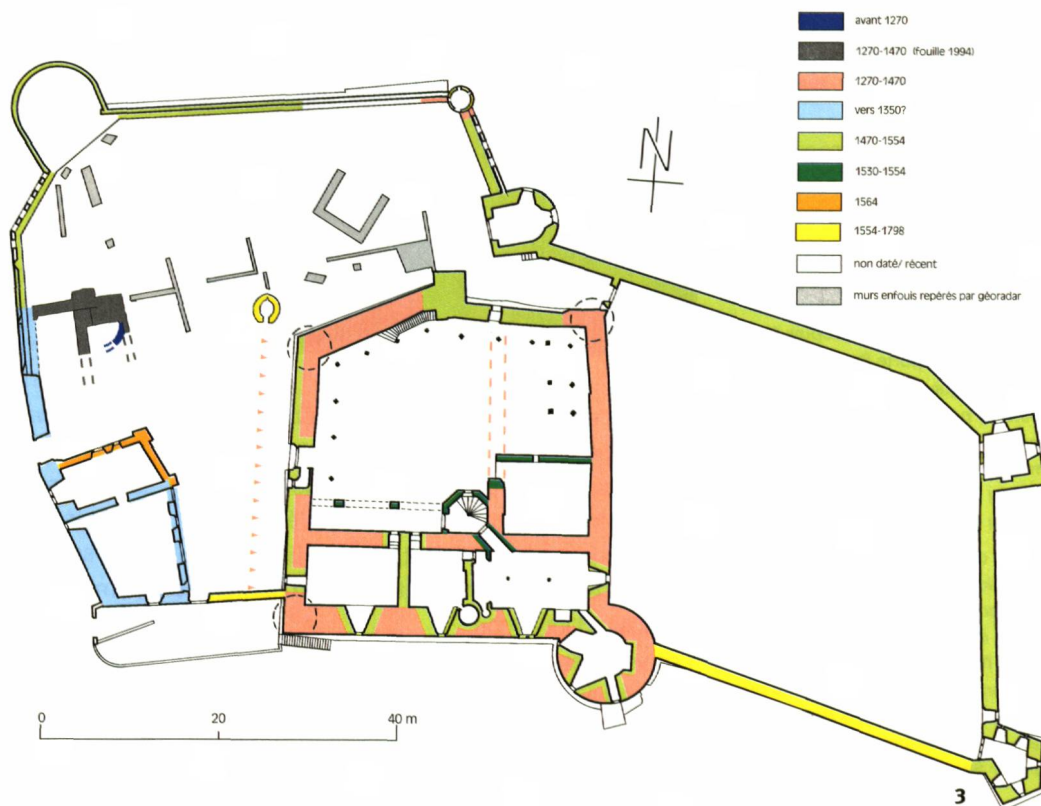 avant 1270
1270-1470 (fouille 1994)
1270-1470
vers 1350?
1470-1554
1530-1554
1564
1554-1798
non daté/ récent
murs enfouis repérés par géoradar
N
0 20 40 m
3